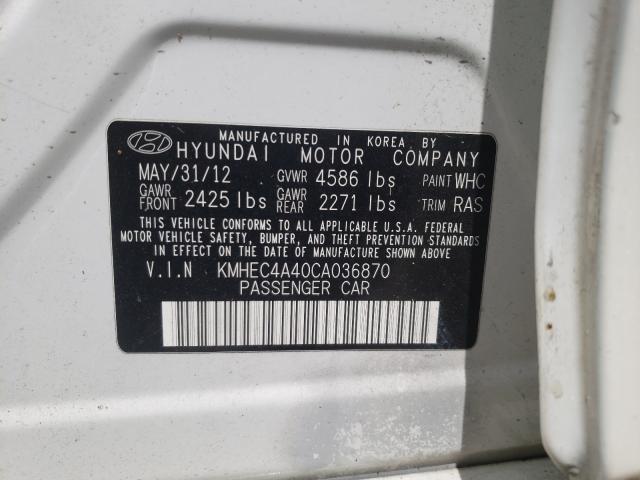 MANUFACTURED IN KOREA BY
HYUNDAI MOTOR COMPANY
MAY/31/12 GVWR 4586 lbs PAINT WHC
GAWR FRONT 2425 lbs GAWR REAR 2271 lbs TRIM RAS
THIS VEHICLE CONFORMS TO ALL APPLICABLE U.S.A. FEDERAL
MOTOR VEHICLE SAFETY, BUMPER, AND THEFT PREVENTION STANDARDS
IN EFFECT ON THE DATE OF MANUFACTURE SHOWN ABOVE
V.I.N KMHEC4A40CA036870
PASSENGER CAR